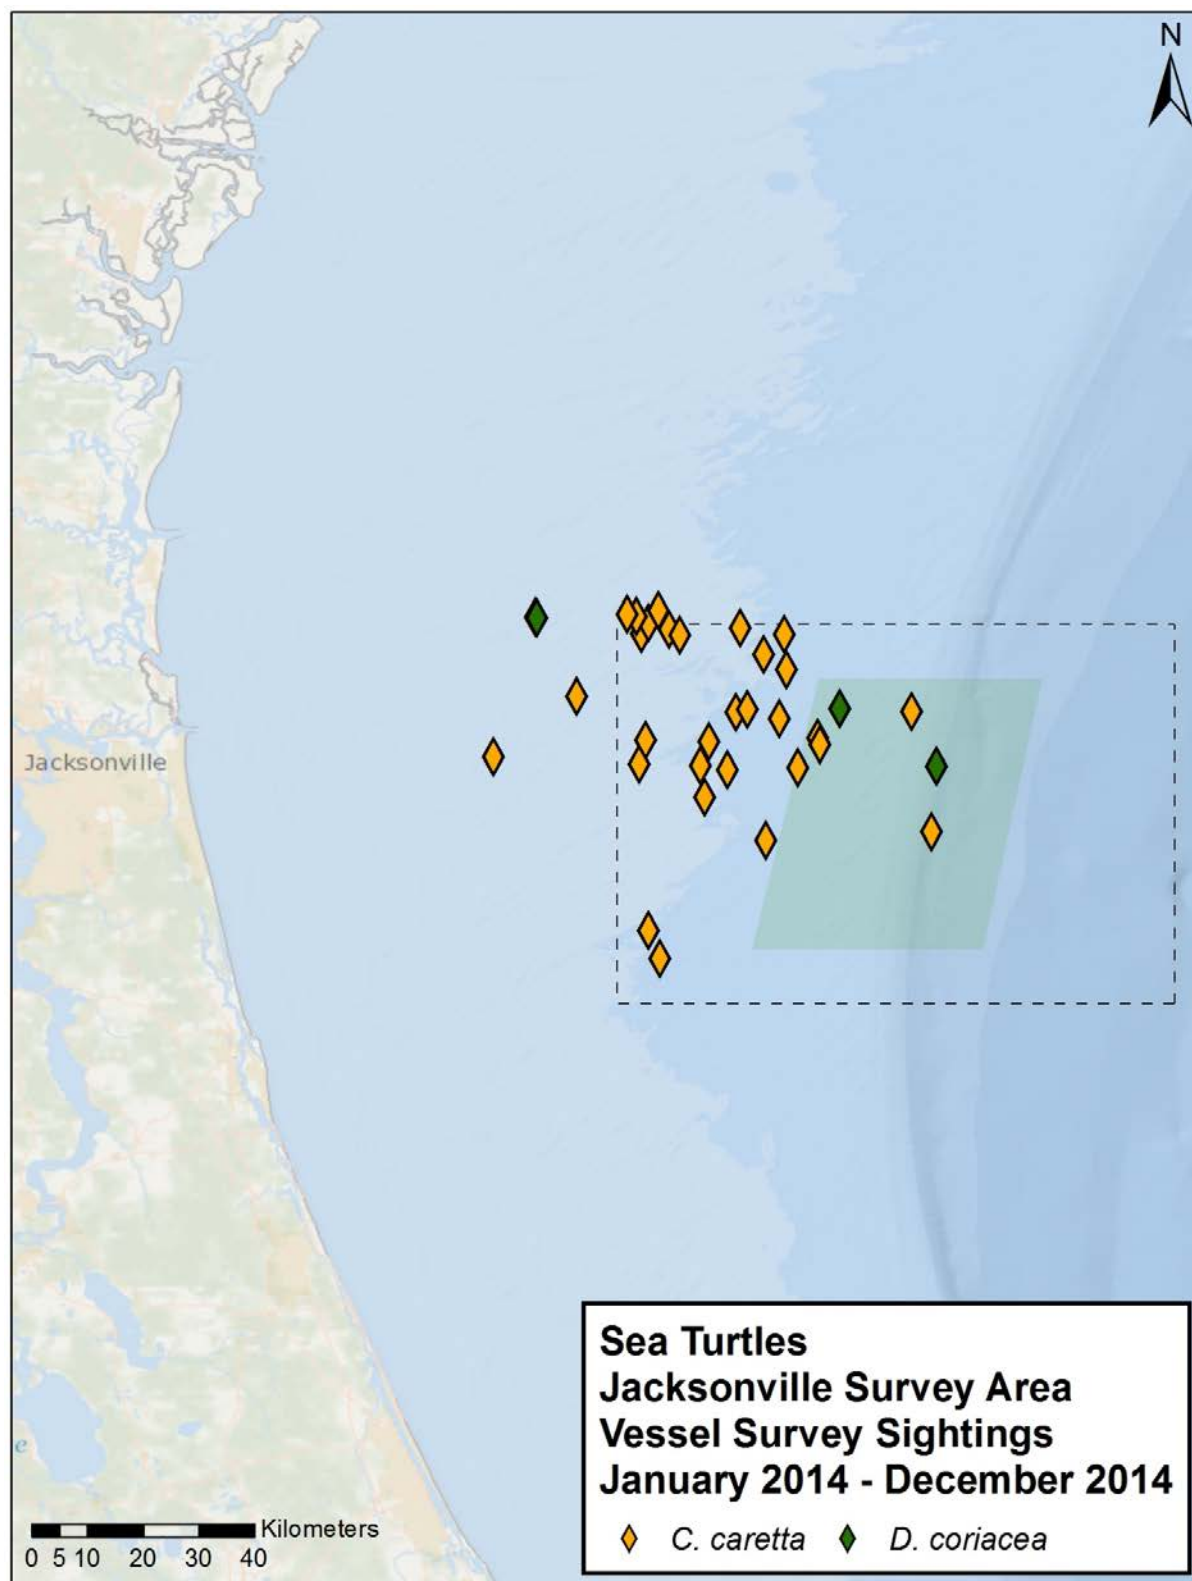 N
Jacksonville
e
Sea Turtles
Jacksonville Survey Area
Vessel Survey Sightings
January 2014 - December 2014
C. caretta D. coriacea
Kilometers
0 5 10 20 30 40